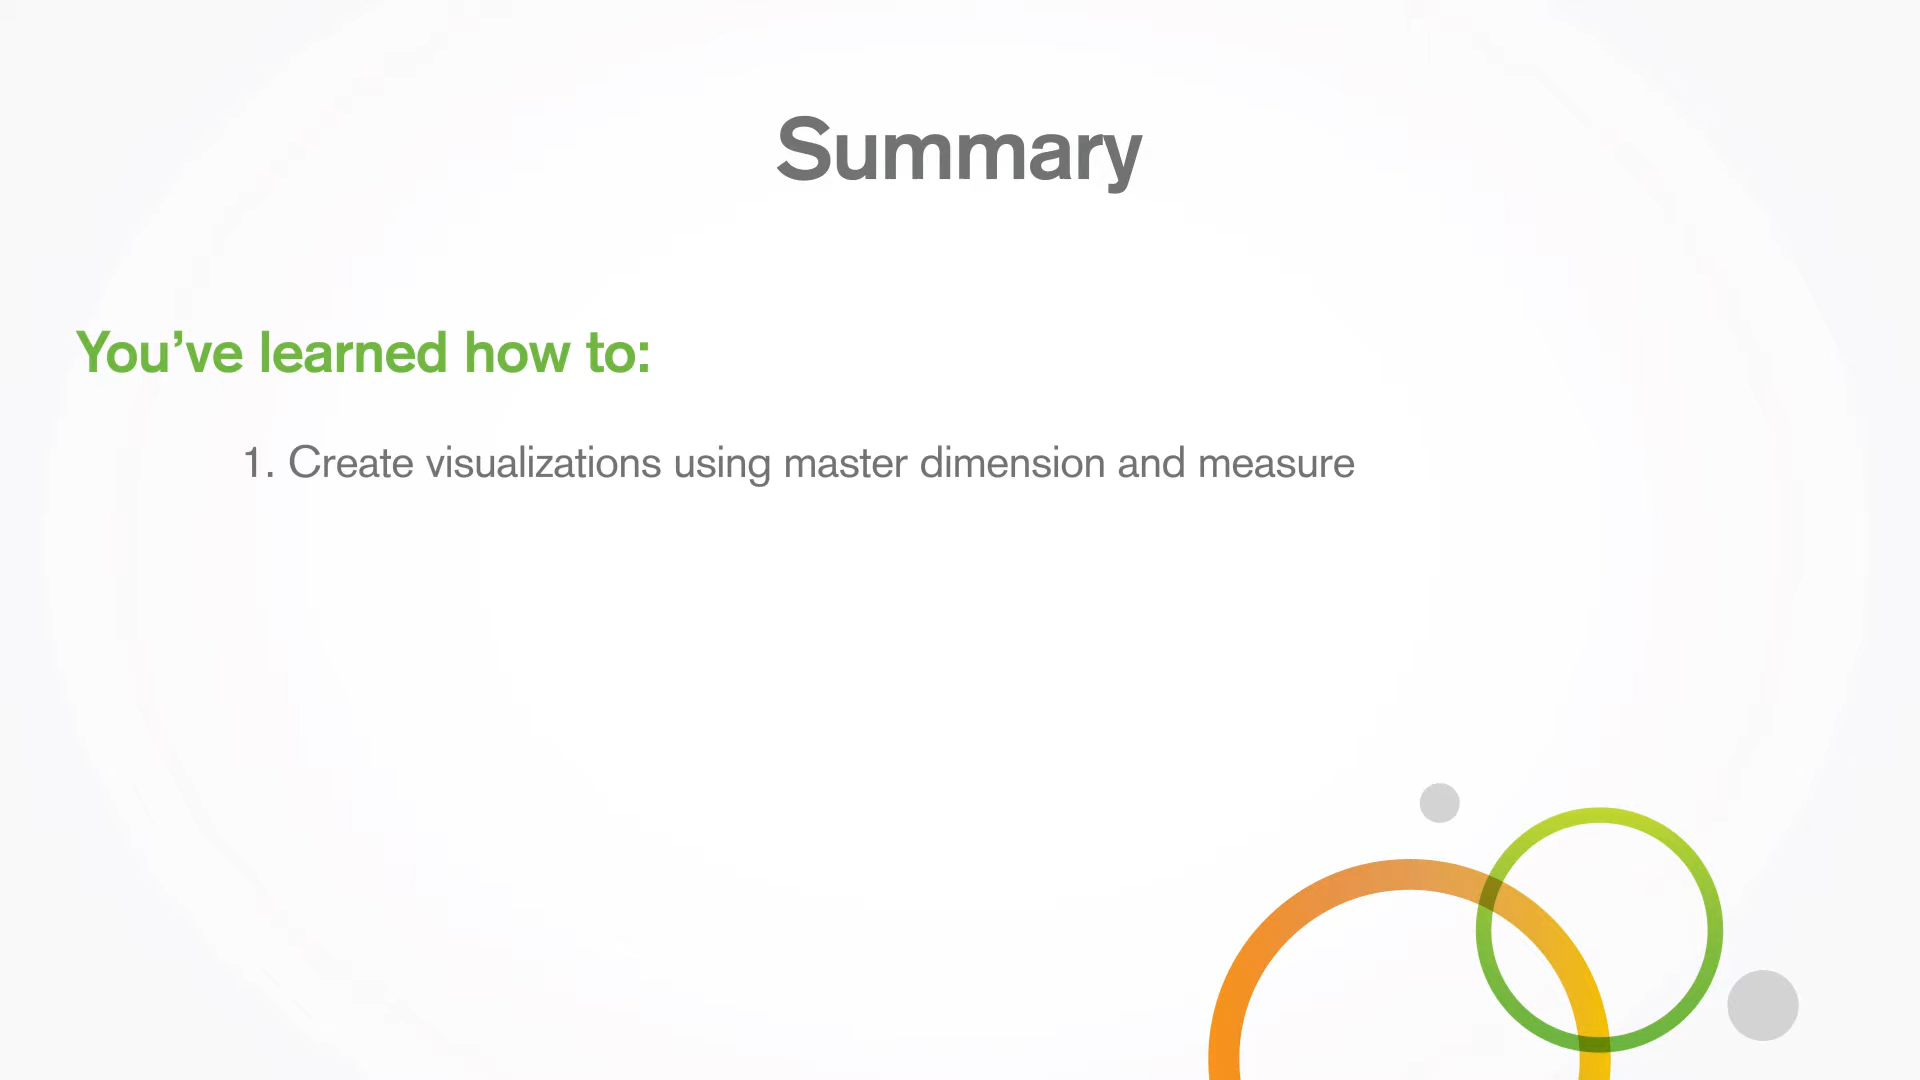 Summary
You’ve learned how to:
1. Create visualizations using master dimension and measure